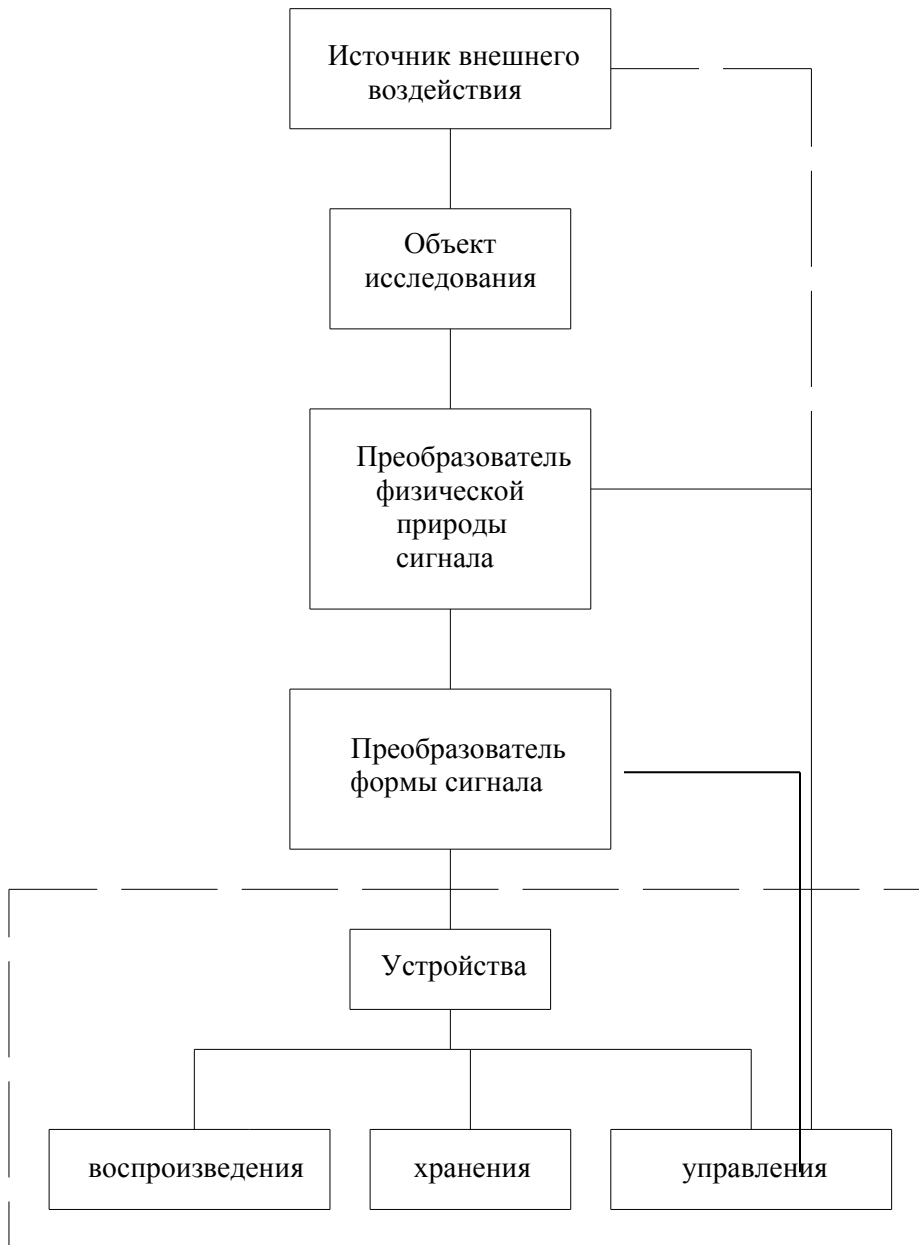 Источник внешнего
воздействия
Объект
исследования
Преобразователь
физической
природы
сигнала
Преобразователь
формы сигнала
Устройства
воспроизведения
хранения
управления